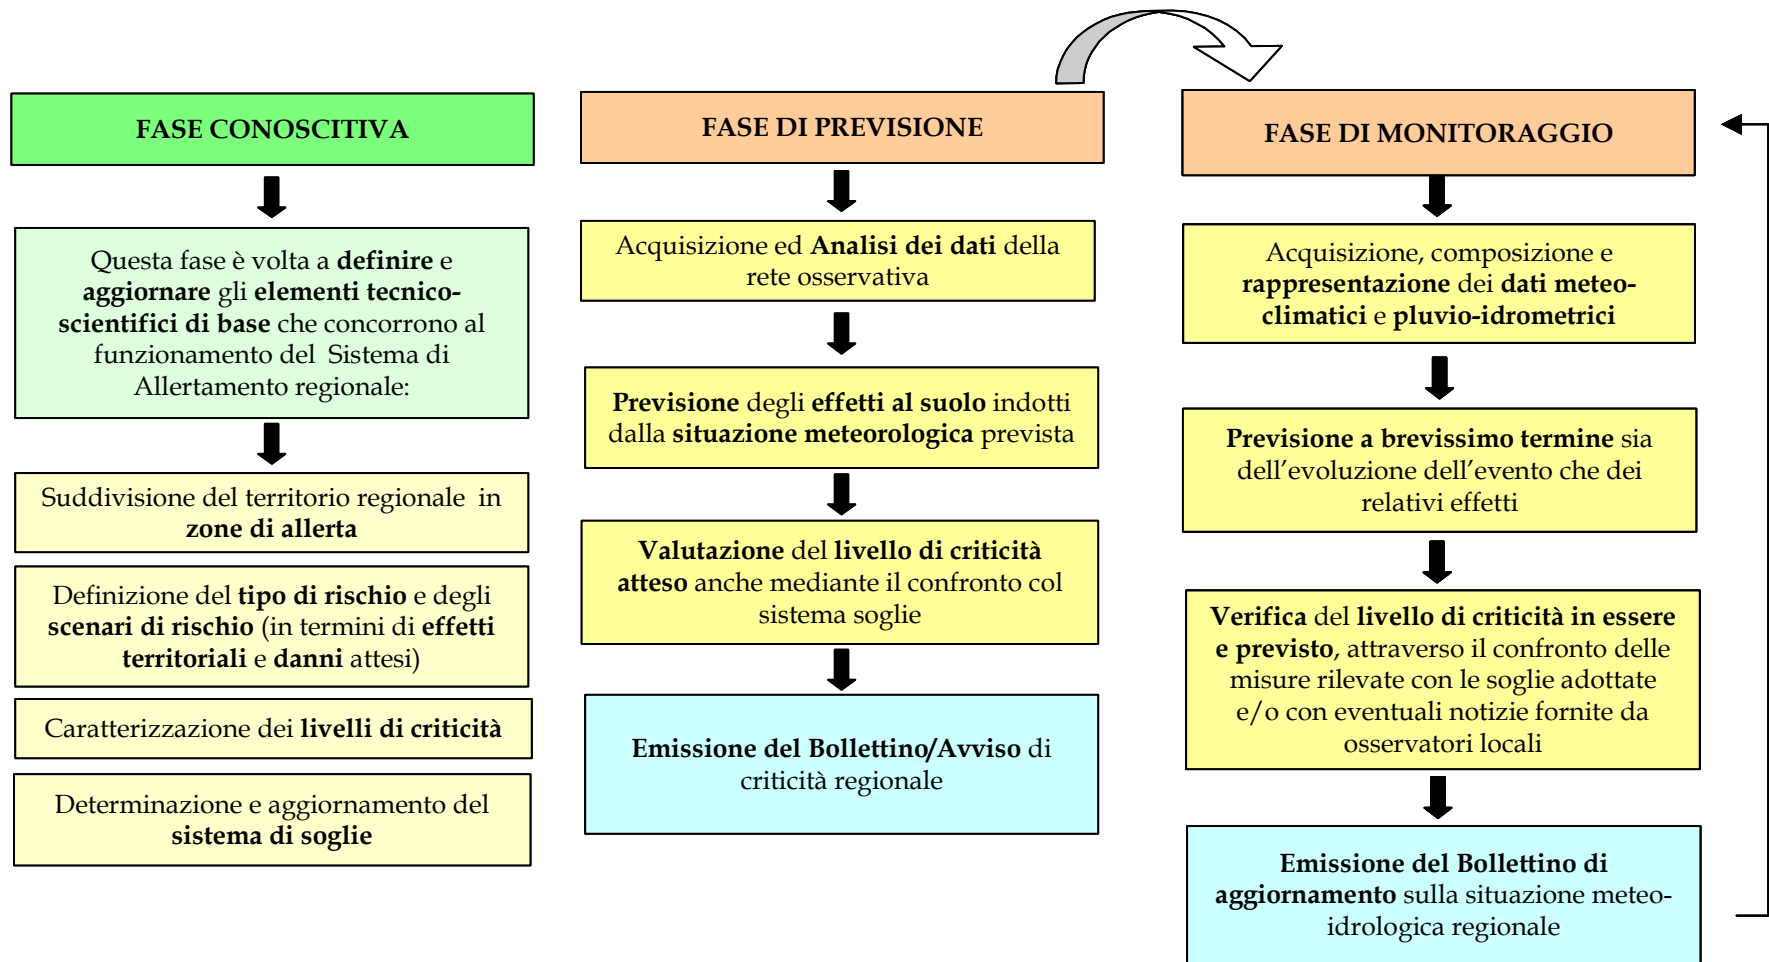 FASE CONOSCITIVA
Questa fase è volta a definire e
aggiornare gli elementi tecnico-
scientifici di base che concorrono al
funzionamento del Sistema di
Allertamento regionale:
Suddivisione del territorio regionale in
zone di allerta
Definizione del tipo di rischio e degli
scenari di rischio (in termini di effetti
territoriali e danni attesi)
Caratterizzazione dei livelli di criticità
Determinazione e aggiornamento del
sistema di soglie
FASE DI PREVISIONE
Acquisizione ed Analisi dei dati della
rete osservativa
Previsione degli effetti al suolo indotti
dalla situazione meteorologica prevista
Valutazione del livello di criticità
atteso anche mediante il confronto col
sistema soglie
Emissione del Bollettino/Avviso di
criticità regionale
FASE DI MONITORAGGIO
Acquisizione, composizione e
rappresentazione dei dati meteo-
climatici e pluvio-idrometrici
Previsione a brevissimo termine sia
dell'evoluzione dell'evento che dei
relativi effetti
Verifica del livello di criticità in essere
e previsto, attraverso il confronto delle
misure rilevate con le soglie adottate
e/o con eventuali notizie fornite da
osservatori locali
Emissione del Bollettino di
aggiornamento sulla situazione meteo-
idrologica regionale